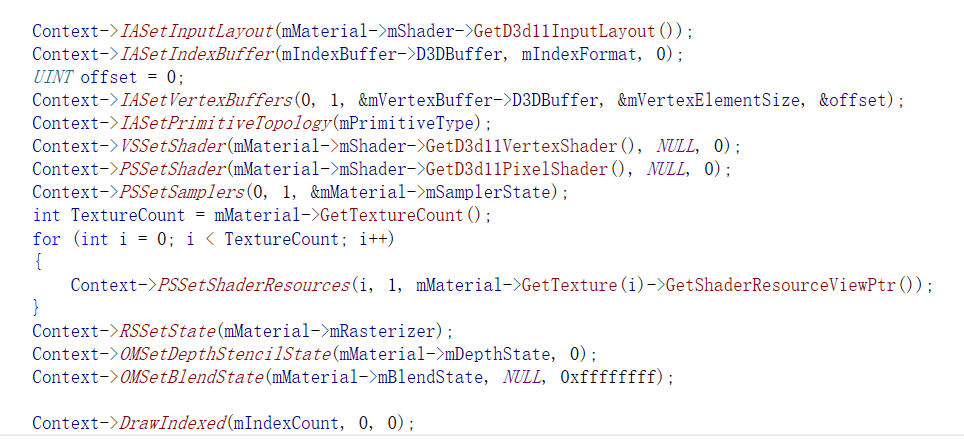 Context->IASetInputLayout(mMaterial->mShader->GetD3d11InputLayout());
Context->IASetIndexBuffer(mIndexBuffer->D3DBuffer, mIndexFormat, 0);
UINT offset = 0;
Context->IASetVertexBuffers(0, 1, &mVertexBuffer->D3DBuffer, &mVertexElementSize, &offset);
Context->IASetPrimitiveTopology(mPrimitiveType);
Context->VSSetShader(mMaterial->mShader->GetD3d11VertexShader(), NULL, 0);
Context->PSSetShader(mMaterial->mShader->GetD3d11PixelShader(), NULL, 0);
Context->PSSetSamplers(0, 1, &mMaterial->mSamplerState);
int TextureCount = mMaterial->GetTextureCount();
for (int i = 0; i < TextureCount; i++)
{
    Context->PSSetShaderResources(i, 1, mMaterial->GetTexture(i)->GetShaderResourceViewPtr());
}
Context->RSSetState(mMaterial->mRasterizer);
Context->OMSetDepthStencilState(mMaterial->mDepthState, 0);
Context->OMSetBlendState(mMaterial->mBlendState, NULL, 0xffffffff);
Context->DrawIndexed(mIndexCount, 0, 0);